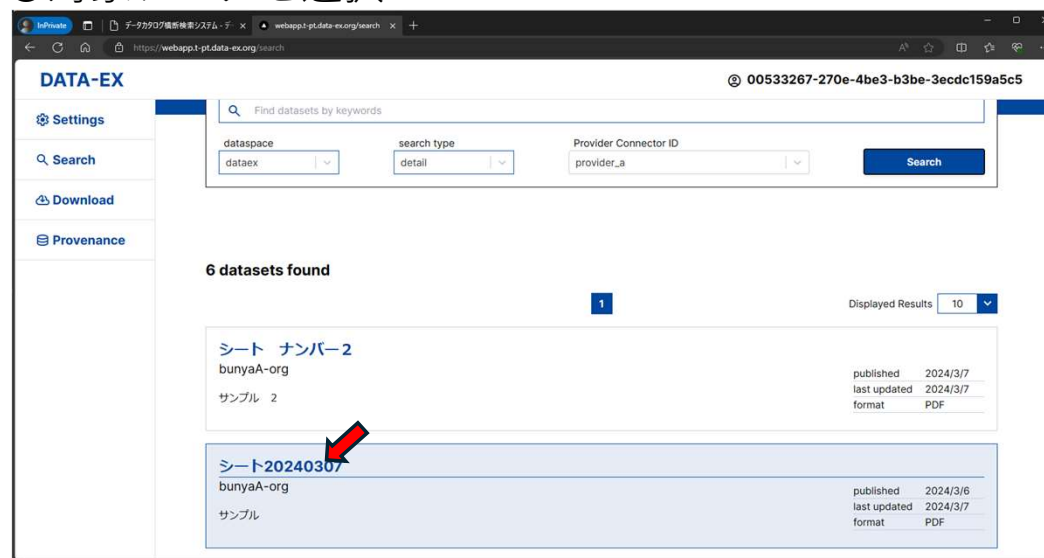 InPrivate
データカタログ横断検索システム - デー
webapp.t-pt.data-ex.org/search
https://webapp.t-pt.data-ex.org/search
DATA-EX
00533267-270e-4be3-b3be-3ecdc159a5c5
Settings
Search
Download
Provenance
Find datasets by keywords
dataspace
search type
Provider Connector ID
dataex
detail
provider_a
Search
6 datasets found
1
Displayed Results 10
シート ナンバー2
bunyaA-org
サンプル 2
published 2024/3/7
last updated 2024/3/7
format PDF
シート20240307
bunyaA-org
サンプル
published 2024/3/6
last updated 2024/3/7
format PDF